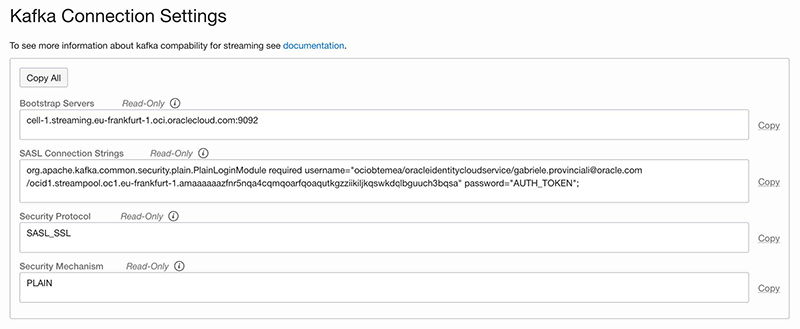 Kafka Connection Settings
To see more information about kafka compability for streaming see documentation.
Copy All
Bootstrap Servers Read-Only
cell-1.streaming.eu-frankfurt-1.oci.oraclecloud.com:9092
Copy
SASL Connection Strings Read-Only
org.apache.kafka.common.security.plain.PlainLoginModule required username="ociobtemea/oracleidentitycloudservice/gabriele.provinciali@oracle.com
/ocid1.streampool.oc1.eu-frankfurt-1.amaaaaaazfnr5nqa4cqmqoarfqoaqutkgzziikiljkqswkdqlbguuch3bqsa" password="AUTH_TOKEN";
Copy
Security Protocol Read-Only
SASL_SSL
Copy
Security Mechanism Read-Only
PLAIN
Copy